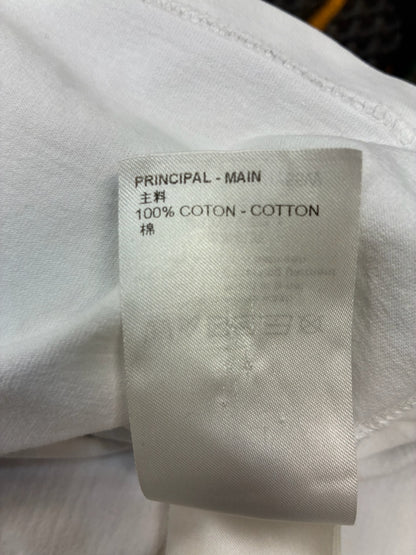 PRINCIPAL - MAIN
主料
100% COTON - COTTON
棉